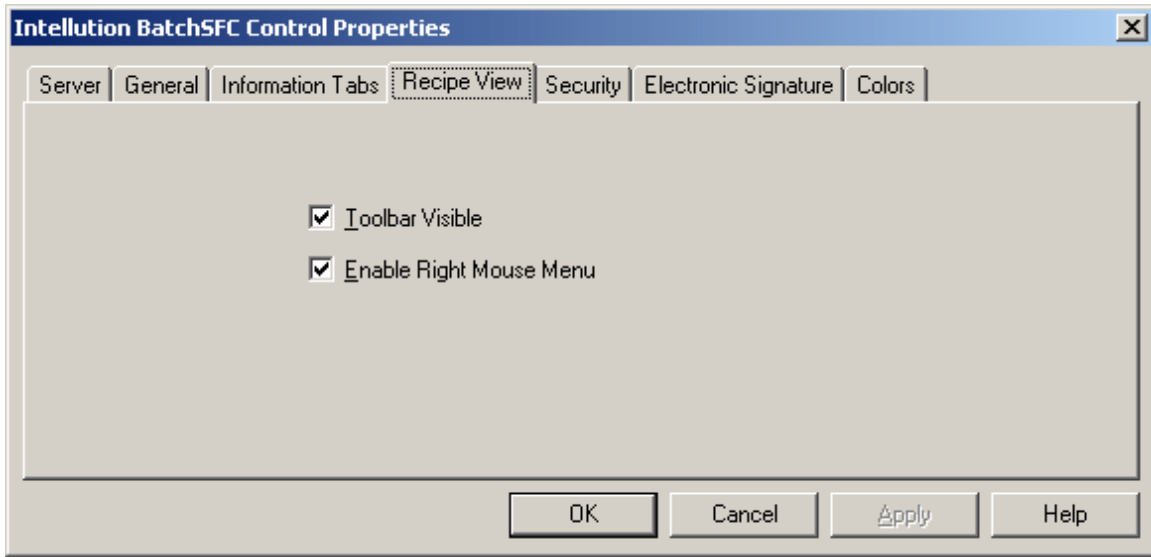 Intellution BatchSFC Control Properties
Server General Information Tabs Recipe View Security Electronic Signature Colors
Toolbar Visible
Enable Right Mouse Menu
OK Cancel Apply Help